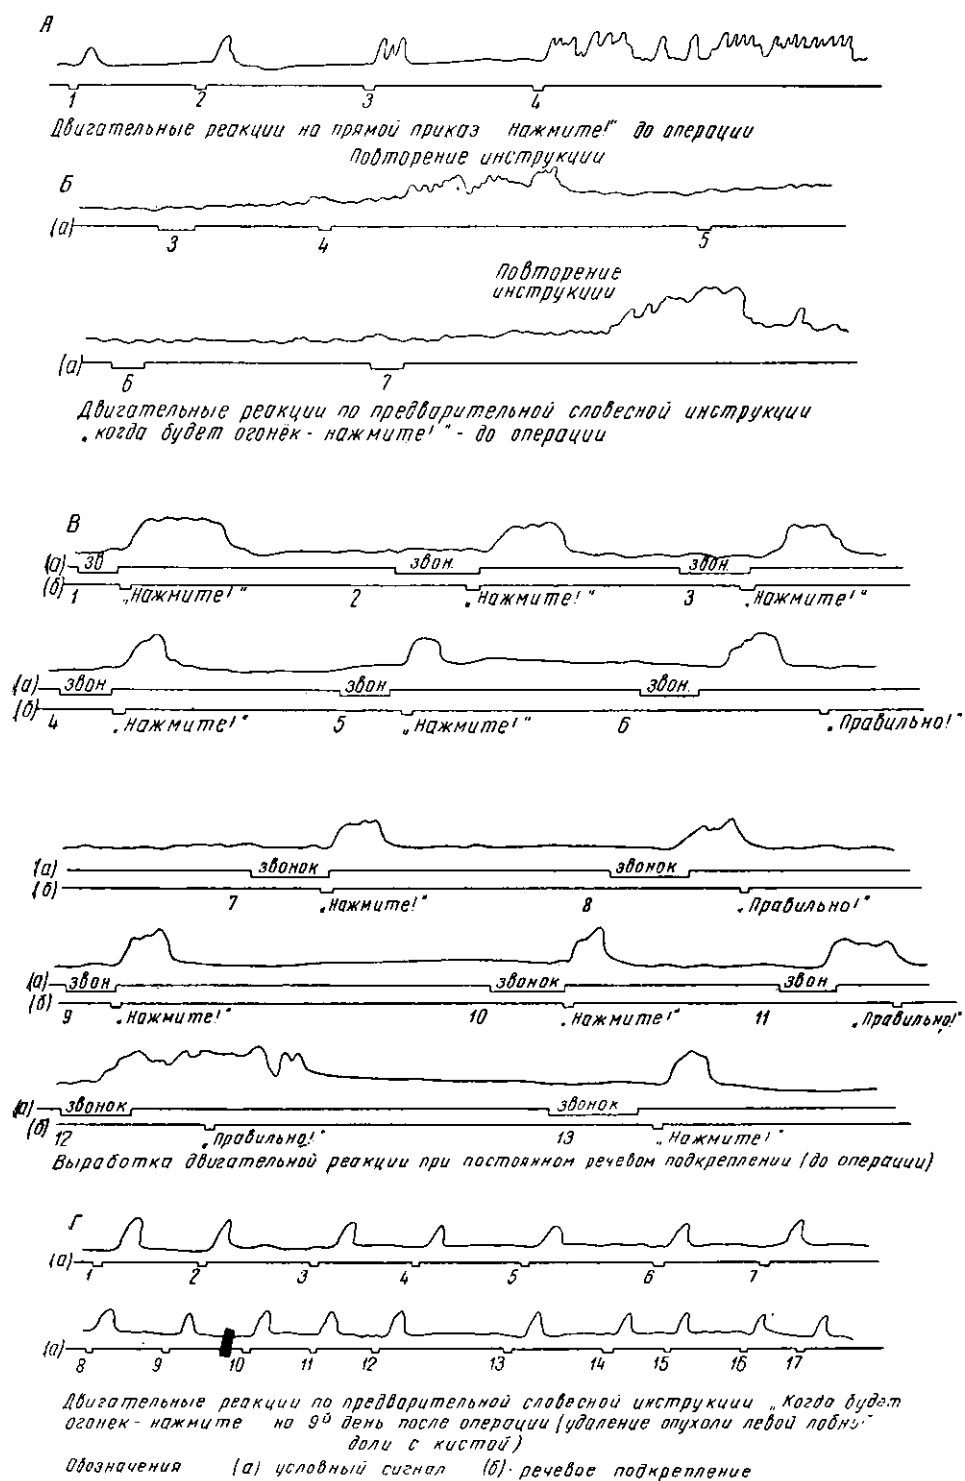 А
1 2 3 4
Двигательные реакции на прямой приказ Нажмите!" до операции
Повторение инструкции
Б
(а) 3 4 5
Повторение
инструкции
(а) 6 7
Двигательные реакции по предварительной словесной инструкции
„когда будет огонёк - нажмите!" - до операции
В
(а) зв звон. звон.
(б) 1 „Нажмите!" 2 „Нажмите!" 3 „Нажмите!"
(а) звон звон звон.
(б) 4 „Нажмите!" 5 „Нажмите!" 6 „Правильно!"
(а) звонок звонок
(б) 7 „Нажмите!" 8 „Правильно!"
(а) звон звонок звон
(б) 9 „Нажмите!" 10 „Нажмите!" 11 „Правильно!"
(а) звонок звонок
(б) 12 „Правильно!" 13 „Нажмите!"
Выработка двигательной реакции при постоянном речевом подкреплении (до операции)
Г
(а) 1 2 3 4 5 6 7
(а) 8 9 10 11 12 13 14 15 16 17
Двигательные реакции по предварительной словесной инструкции „Когда будет
огонек - нажмите на 9й день после операции (удаление опухоли левой лобной
доли с кистой)
Обозначения (а) условный сигнал (б) - речевое подкрепление